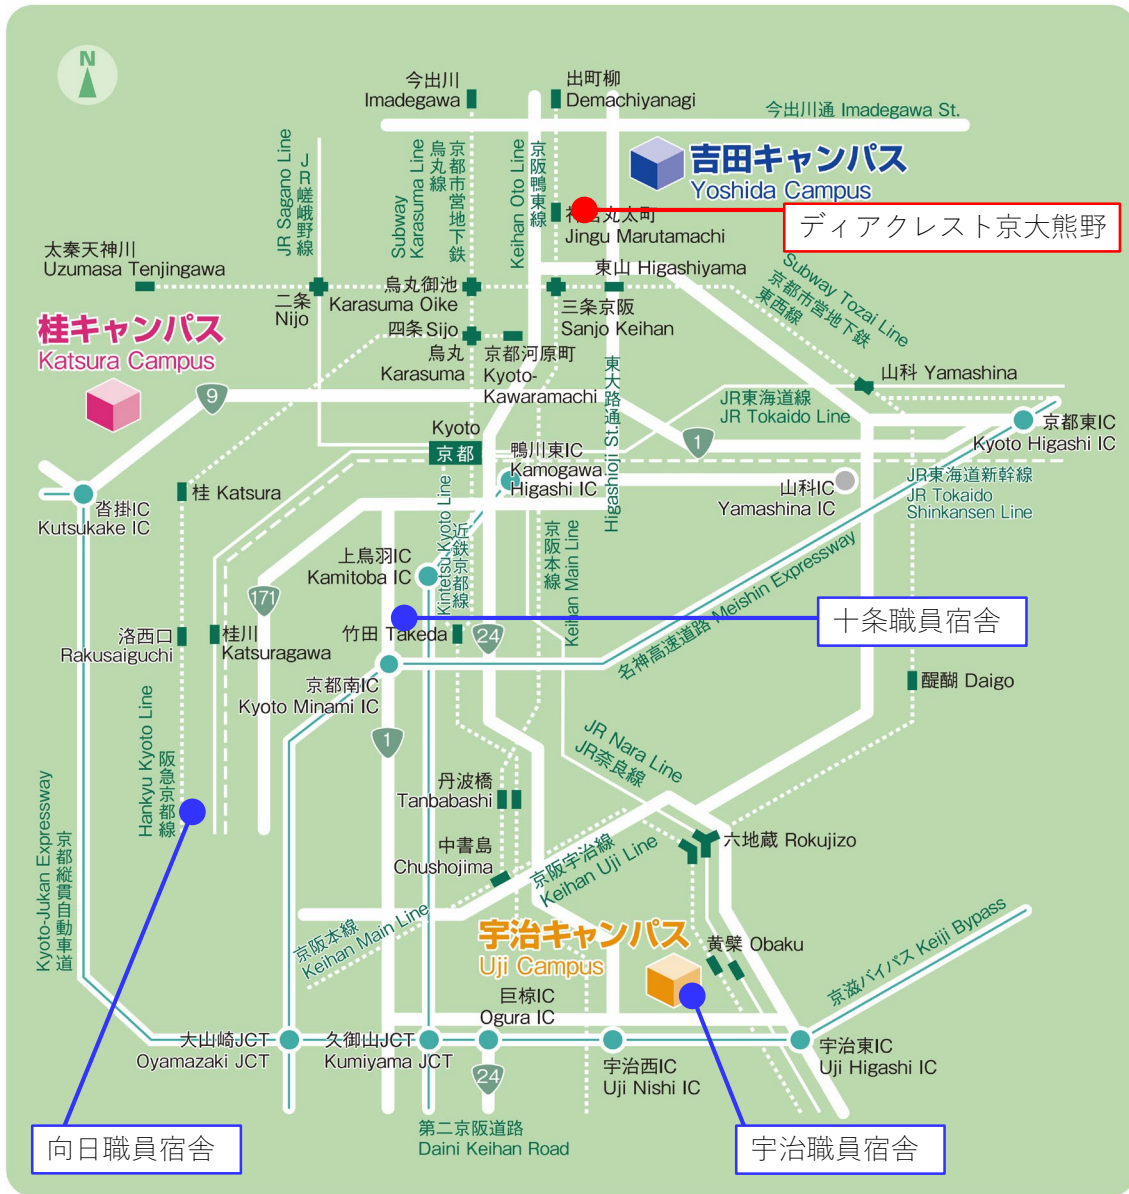 N
今出川
Imadegawa
出町柳
Demachiyanagi
今出川通 Imadegawa St.
吉田キャンパス
Yoshida Campus
JR Sagano Line
JR嵯峨野線
Subway
Karasuma Line
烏丸線
京都市営地下鉄
Keihan Oto Line
京阪鴨東線
丸太町
Jingu Marutamachi
ディアクレスト京大熊野
太秦天神川
Uzumasa Tenjingawa
二条
Nijo
烏丸御池
Karasuma Oike
東山 Higashiyama
三条京阪
Sanjo Keihan
Subway Tozai Line
京都市営地下鉄
東西線
四条 Sijo
烏丸
Karasuma
京都河原町
Kyoto-
Kawaramachi
桂キャンパス
Katsura Campus
9
東大路通
Higashioji St.
山科 Yamashina
JR東海道線
JR Tokaido Line
1
京都東IC
Kyoto Higashi IC
Kyoto
京都
鴨川東IC
Kamogawa
Higashi IC
山科IC
Yamashina IC
JR東海道新幹線
JR Tokaido
Shinkansen Line
沓掛IC
Kutsukake IC
桂 Katsura
Kintetsu Kyoto Line
近鉄京都線
京阪本線
Keihan Main Line
上鳥羽IC
Kamitoba IC
名神高速道路 Meishin Expressway
171
十条職員宿舎
洛西口
Rakusaiguchi
桂川
Katsuragawa
竹田 Takeda
24
京都南IC
Kyoto Minami IC
醍醐 Daigo
1
Hankyu Kyoto Line
阪急京都線
JR Nara Line
JR奈良線
丹波橋
Tanbabashi
中書島
Chushojima
京阪宇治線
Keihan Uji Line
六地蔵 Rokujizo
Kyoto-Jukan Expressway
京都縦貫自動車道
京阪本線
Keihan Main Line
宇治キャンパス
Uji Campus
黄檗 Obaku
京滋バイパス Keiji Bypass
巨椋IC
Ogura IC
大山崎JCT
Oyamazaki JCT
久御山JCT
Kumiyama JCT
宇治西IC
Uji Nishi IC
宇治東IC
Uji Higashi IC
24
第二京阪道路
Daini Keihan Road
向日職員宿舎
宇治職員宿舎